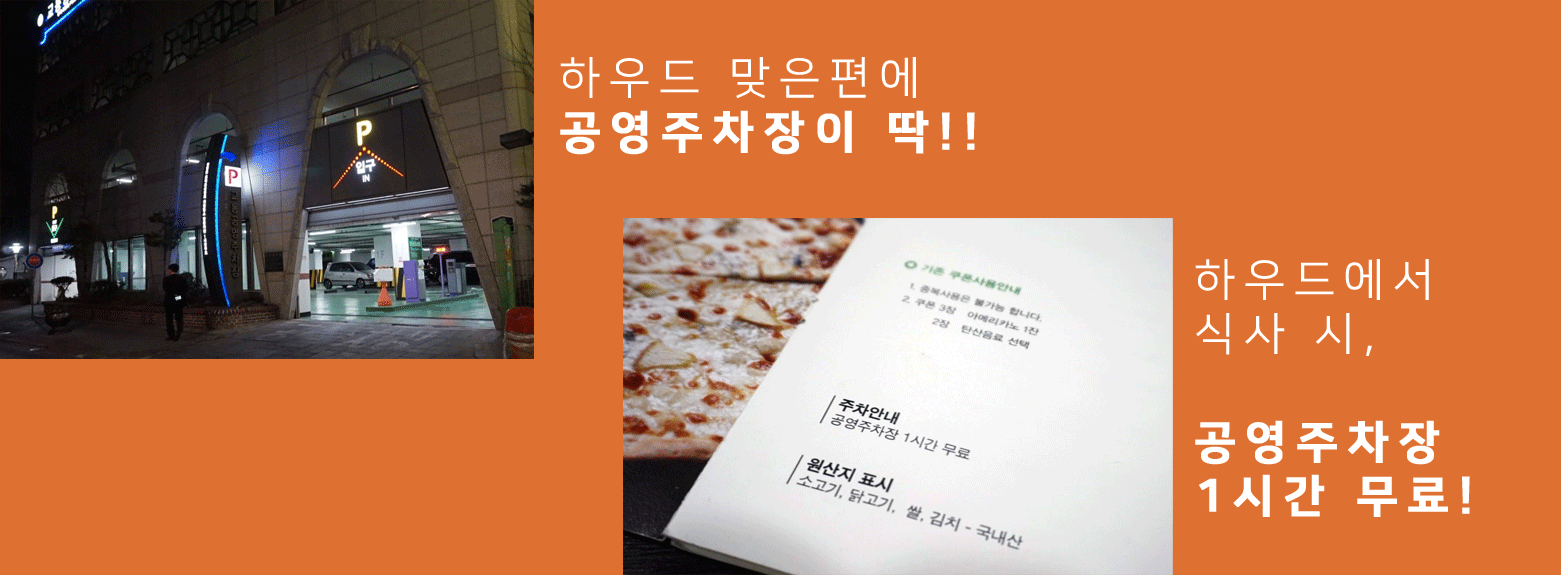 하우드 맞은편에
공영주차장이 딱!!
P
입구
IN
P
P
기존 쿠폰사용안내
1. 중복사용은 불가능 합니다.
2. 쿠폰 3장 아메리카노 1잔
2장 탄산음료 선택
주차안내
공영주차장 1시간 무료
원산지 표시
소고기, 닭고기, 쌀, 김치 - 국내산
하우드에서
식사 시,
공영주차장
1시간 무료!